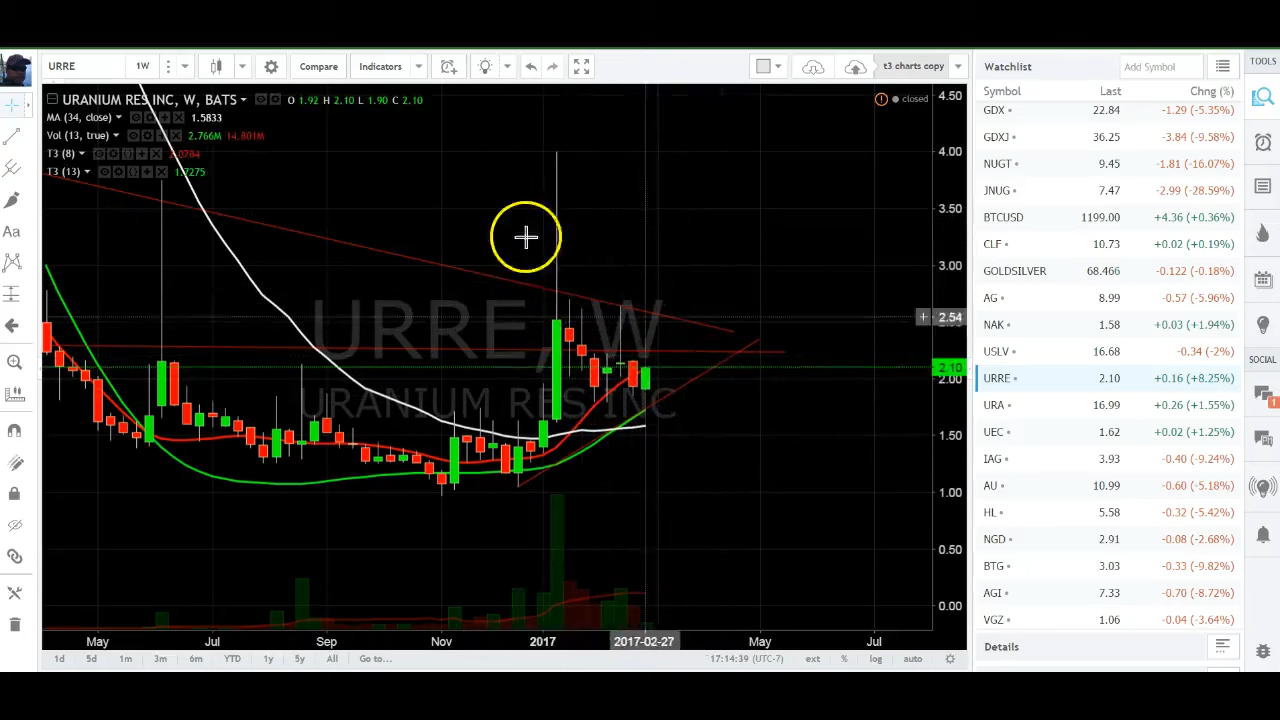 URRE 1W Compare Indicators t3 charts copy
URANIUM RES INC, W, BATS O 1.92 H 2.10 L 1.90 C 2.10
closed
MA (34, close) 1.5833
Vol (13, true) 2.766M 14.801M
T3 (8) 2.0784
T3 (13) 1.7275
URRE, W
URANIUM RES INC
4.50
4.00
3.50
3.00
2.54
2.10
2.00
1.50
1.00
0.50
0.00
May Jul Sep Nov 2017 2017-02-27 May Jul
1d 5d 1m 3m 6m YTD 1y 5y All Go to... 17:14:39 (UTC-7) ext % log auto
Watchlist Add Symbol
Symbol Last Chng (%)
GDX 22.84 -1.29 (-5.35%)
GDXJ 36.25 -3.84 (-9.58%)
NUGT 9.45 -1.81 (-16.07%)
JNUG 7.47 -2.99 (-28.59%)
BTCUSD 1199.00 +4.36 (+0.36%)
CLF 10.73 +0.02 (+0.19%)
GOLDSILVER 68.466 -0.122 (-0.18%)
AG 8.99 -0.57 (-5.96%)
NAK 1.58 +0.03 (+1.94%)
USLV 16.68 -0.34 (-2%)
URRE 2.10 +0.16 (+8.25%)
URA 16.99 +0.26 (+1.55%)
UEC 1.62 +0.02 (+1.25%)
IAG 3.93 -0.40 (-9.24%)
AU 10.99 -0.60 (-5.18%)
HL 5.58 -0.32 (-5.42%)
NGD 2.91 -0.08 (-2.68%)
BTG 3.03 -0.33 (-9.82%)
AGI 7.33 -0.70 (-8.72%)
VGZ 1.06 -0.04 (-3.64%)
Details
TOOLS
SOCIAL
1
Aa